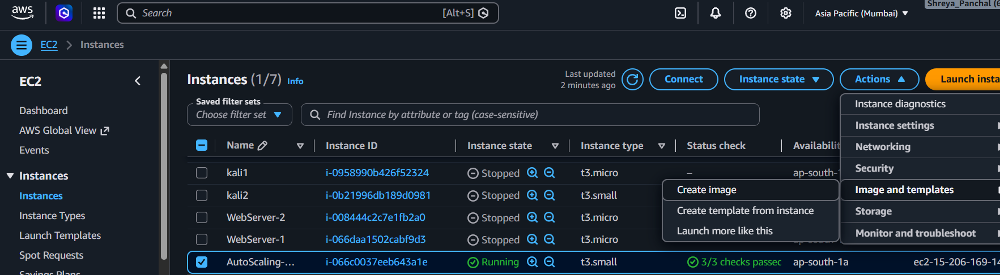 aws
Search
[Alt+S]
Asia Pacific (Mumbai)
Shreya_Panchal (6
EC2
Instances
EC2
Dashboard
AWS Global View
Events
Instances
Instances
Instance Types
Launch Templates
Spot Requests
Savings Plans
Instances (1/7) Info
Last updated
2 minutes ago
Connect
Instance state
Actions
Launch insta
Saved filter sets
Choose filter set
Find Instance by attribute or tag (case-sensitive)
Name Instance ID Instance state Instance type Status check Availabilit
kali1 i-0958990b426f52324 Stopped t3.micro – ap-south-1
kali2 i-0b21996db189d0981 Stopped t3.small
WebServer-2 i-008444c2c7e1fb2a0 Stopped t3.micro
WebServer-1 i-066daa1502cabf9d3 Stopped t3.micro
AutoScaling-... i-066c0037eeb643a1e Running t3.small 3/3 checks passec ap-south-1a ec2-15-206-169-14
Instance diagnostics
Instance settings
Networking
Security
Image and templates
Storage
Monitor and troubleshoot
Create image
Create template from instance
Launch more like this